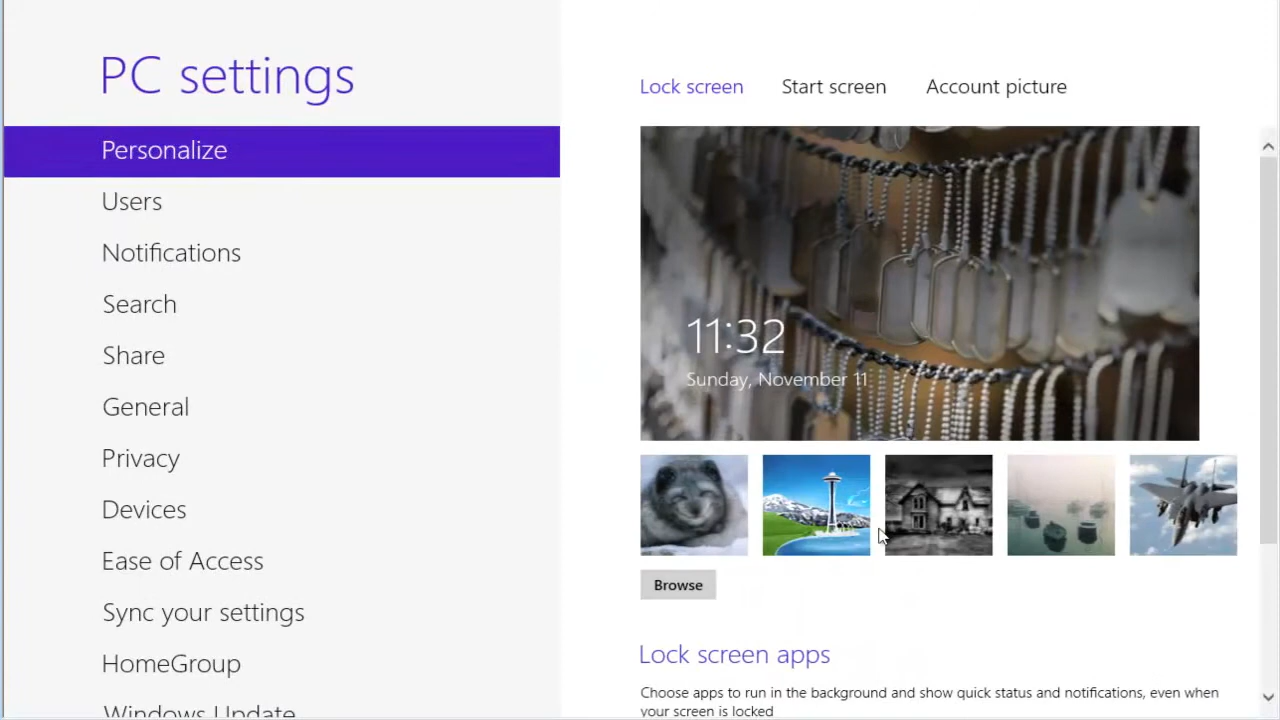 PC settings
Personalize
Users
Notifications
Search
Share
General
Privacy
Devices
Ease of Access
Sync your settings
HomeGroup
Windows Update
Lock screen Start screen Account picture
11:32
Sunday, November 11
Browse
Lock screen apps
Choose apps to run in the background and show quick status and notifications, even when
your screen is locked